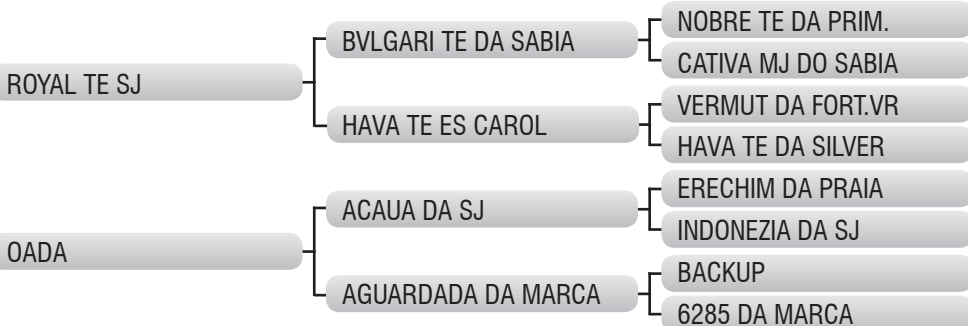 ROYAL TE SJ
BVLGARI TE DA SABIA
NOBRE TE DA PRIM.
CATIVA MJ DO SABIA
HAVA TE ES CAROL
VERMUT DA FORT.VR
HAVA TE DA SILVER
OADA
ACAUA DA SJ
ERECHIM DA PRAIA
INDONEZIA DA SJ
AGUARDADA DA MARCA
BACKUP
6285 DA MARCA